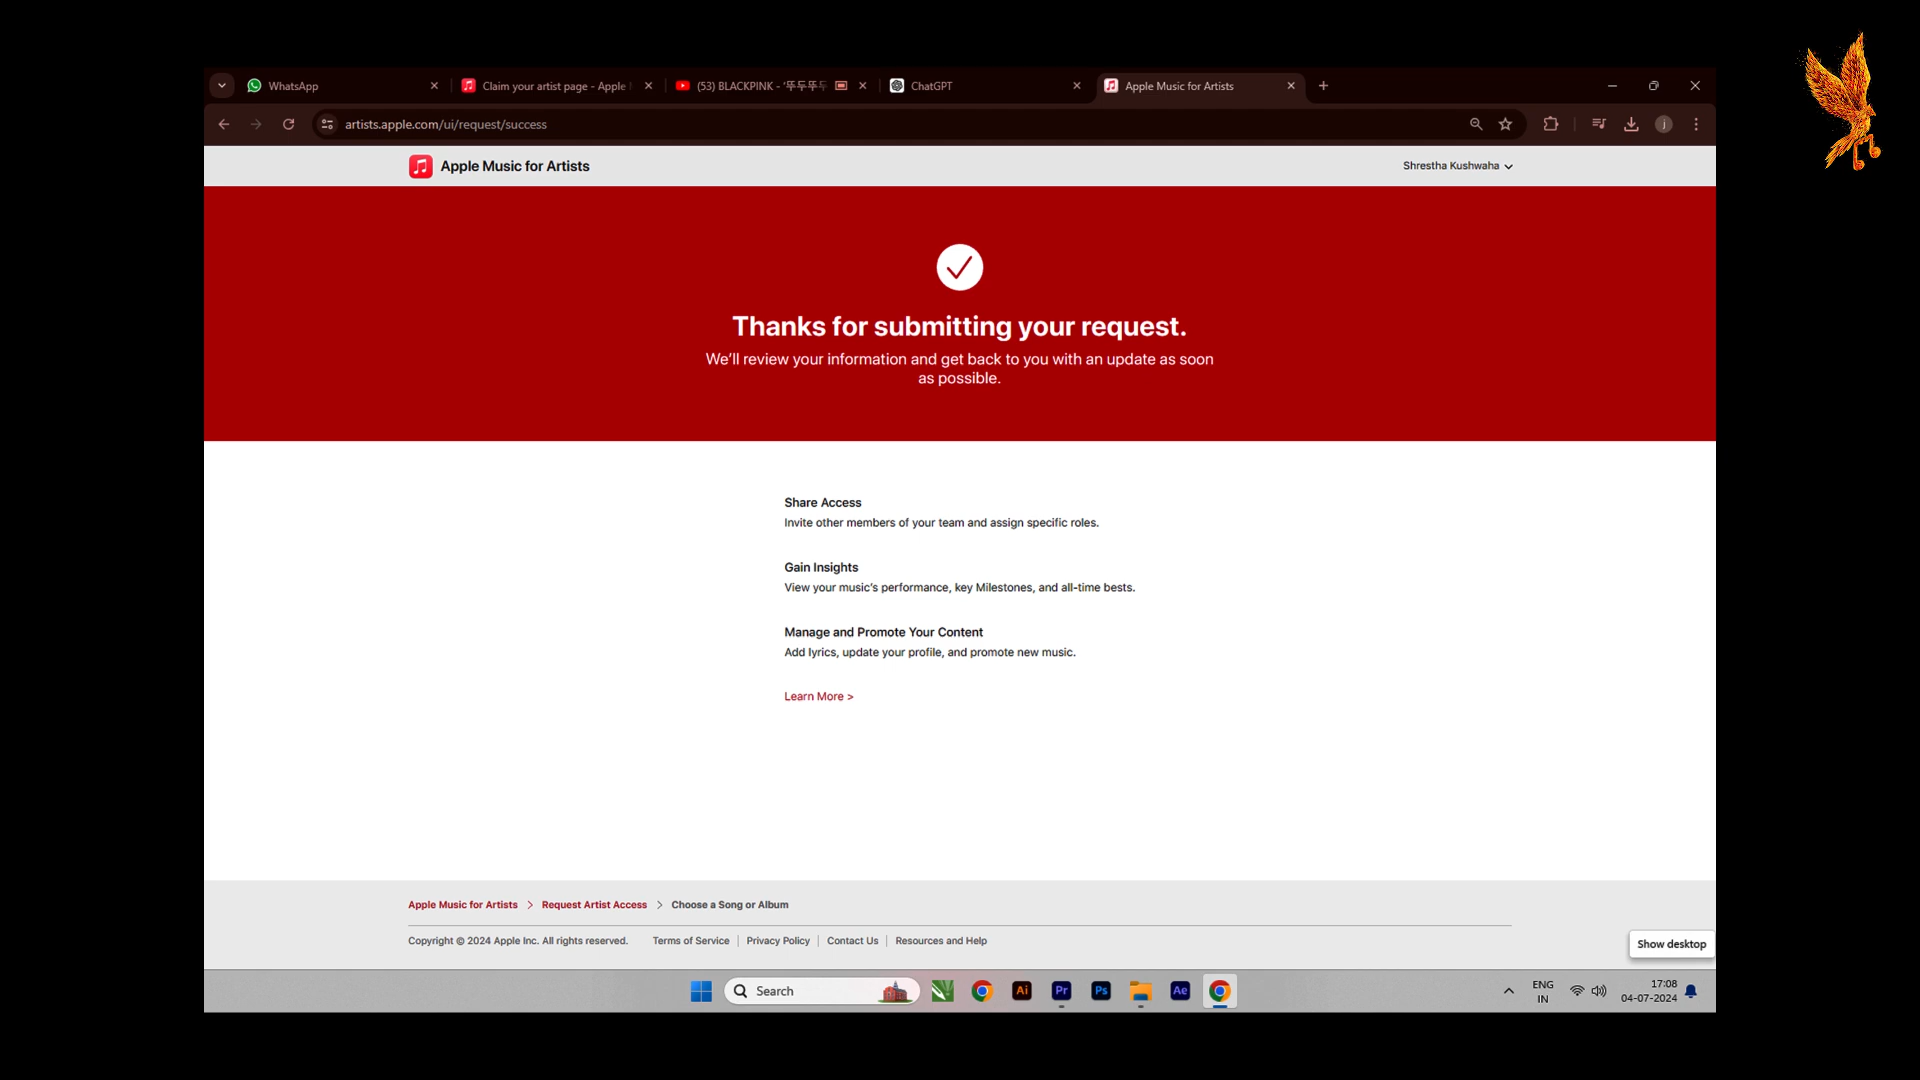 WhatsApp
Claim your artist page - Apple
(53) BLACKPINK - '뚜두뚜두
ChatGPT
Apple Music for Artists
artists.apple.com/ui/request/success
j
Apple Music for Artists
Shrestha Kushwaha
Thanks for submitting your request.
We'll review your information and get back to you with an update as soon
as possible.
Share Access
Invite other members of your team and assign specific roles.
Gain Insights
View your music's performance, key Milestones, and all-time bests.
Manage and Promote Your Content
Add lyrics, update your profile, and promote new music.
Learn More >
Apple Music for Artists > Request Artist Access > Choose a Song or Album
Copyright © 2024 Apple Inc. All rights reserved. Terms of Service | Privacy Policy | Contact Us | Resources and Help
Show desktop
Search
Ai
Pr
Ps
Ae
ENG
IN
17:08
04-07-2024